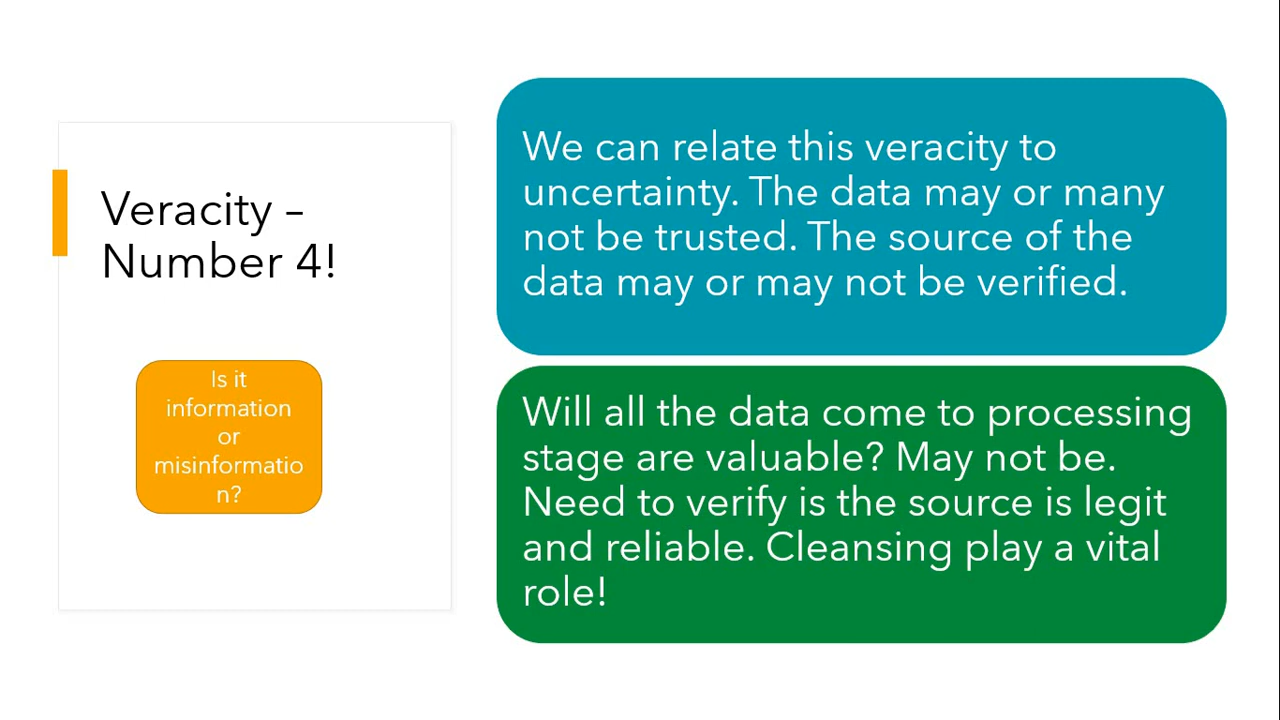 Veracity –
Number 4!
Is it
information
or
misinformatio
n?
We can relate this veracity to
uncertainty. The data may or many
not be trusted. The source of the
data may or may not be verified.
Will all the data come to processing
stage are valuable? May not be.
Need to verify is the source is legit
and reliable. Cleansing play a vital
role!